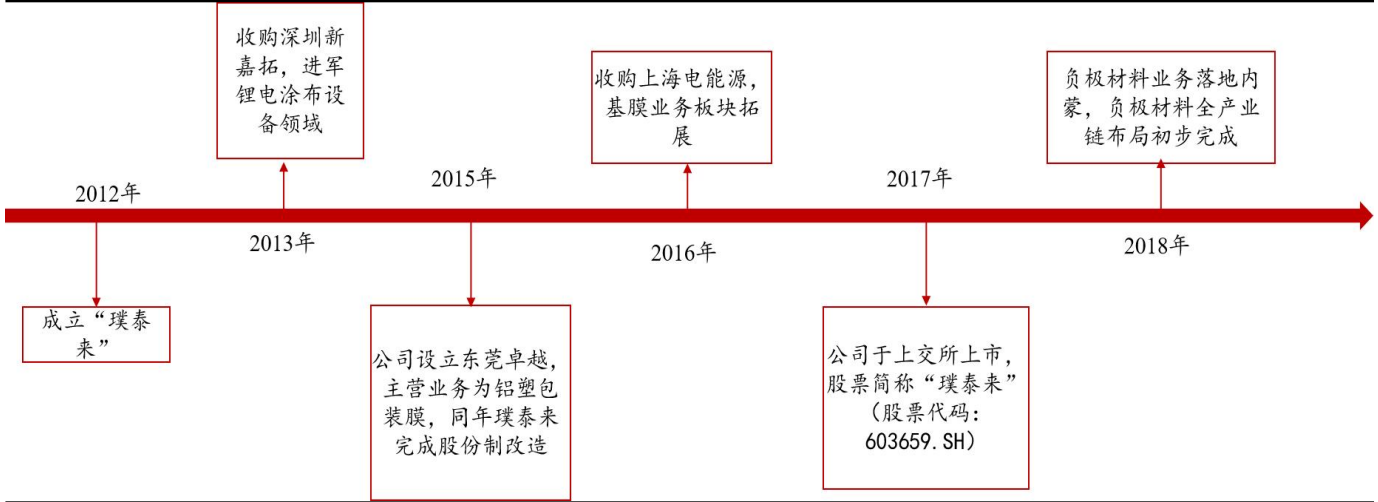 收购深圳新
嘉拓，进军
锂电涂布设
备领域
收购上海电能源，
基膜业务板块拓
展
负极材料业务落地内
蒙，负极材料全产业
链布局初步完成
2012年
2015年
2017年
2013年
2016年
2018年
成立“璞泰
来”
公司设立东莞卓越，
主营业务为铝塑包
装膜，同年璞泰来
完成股份制改造
公司于上交所上市，
股票简称“璞泰来”
（股票代码：
603659.SH）